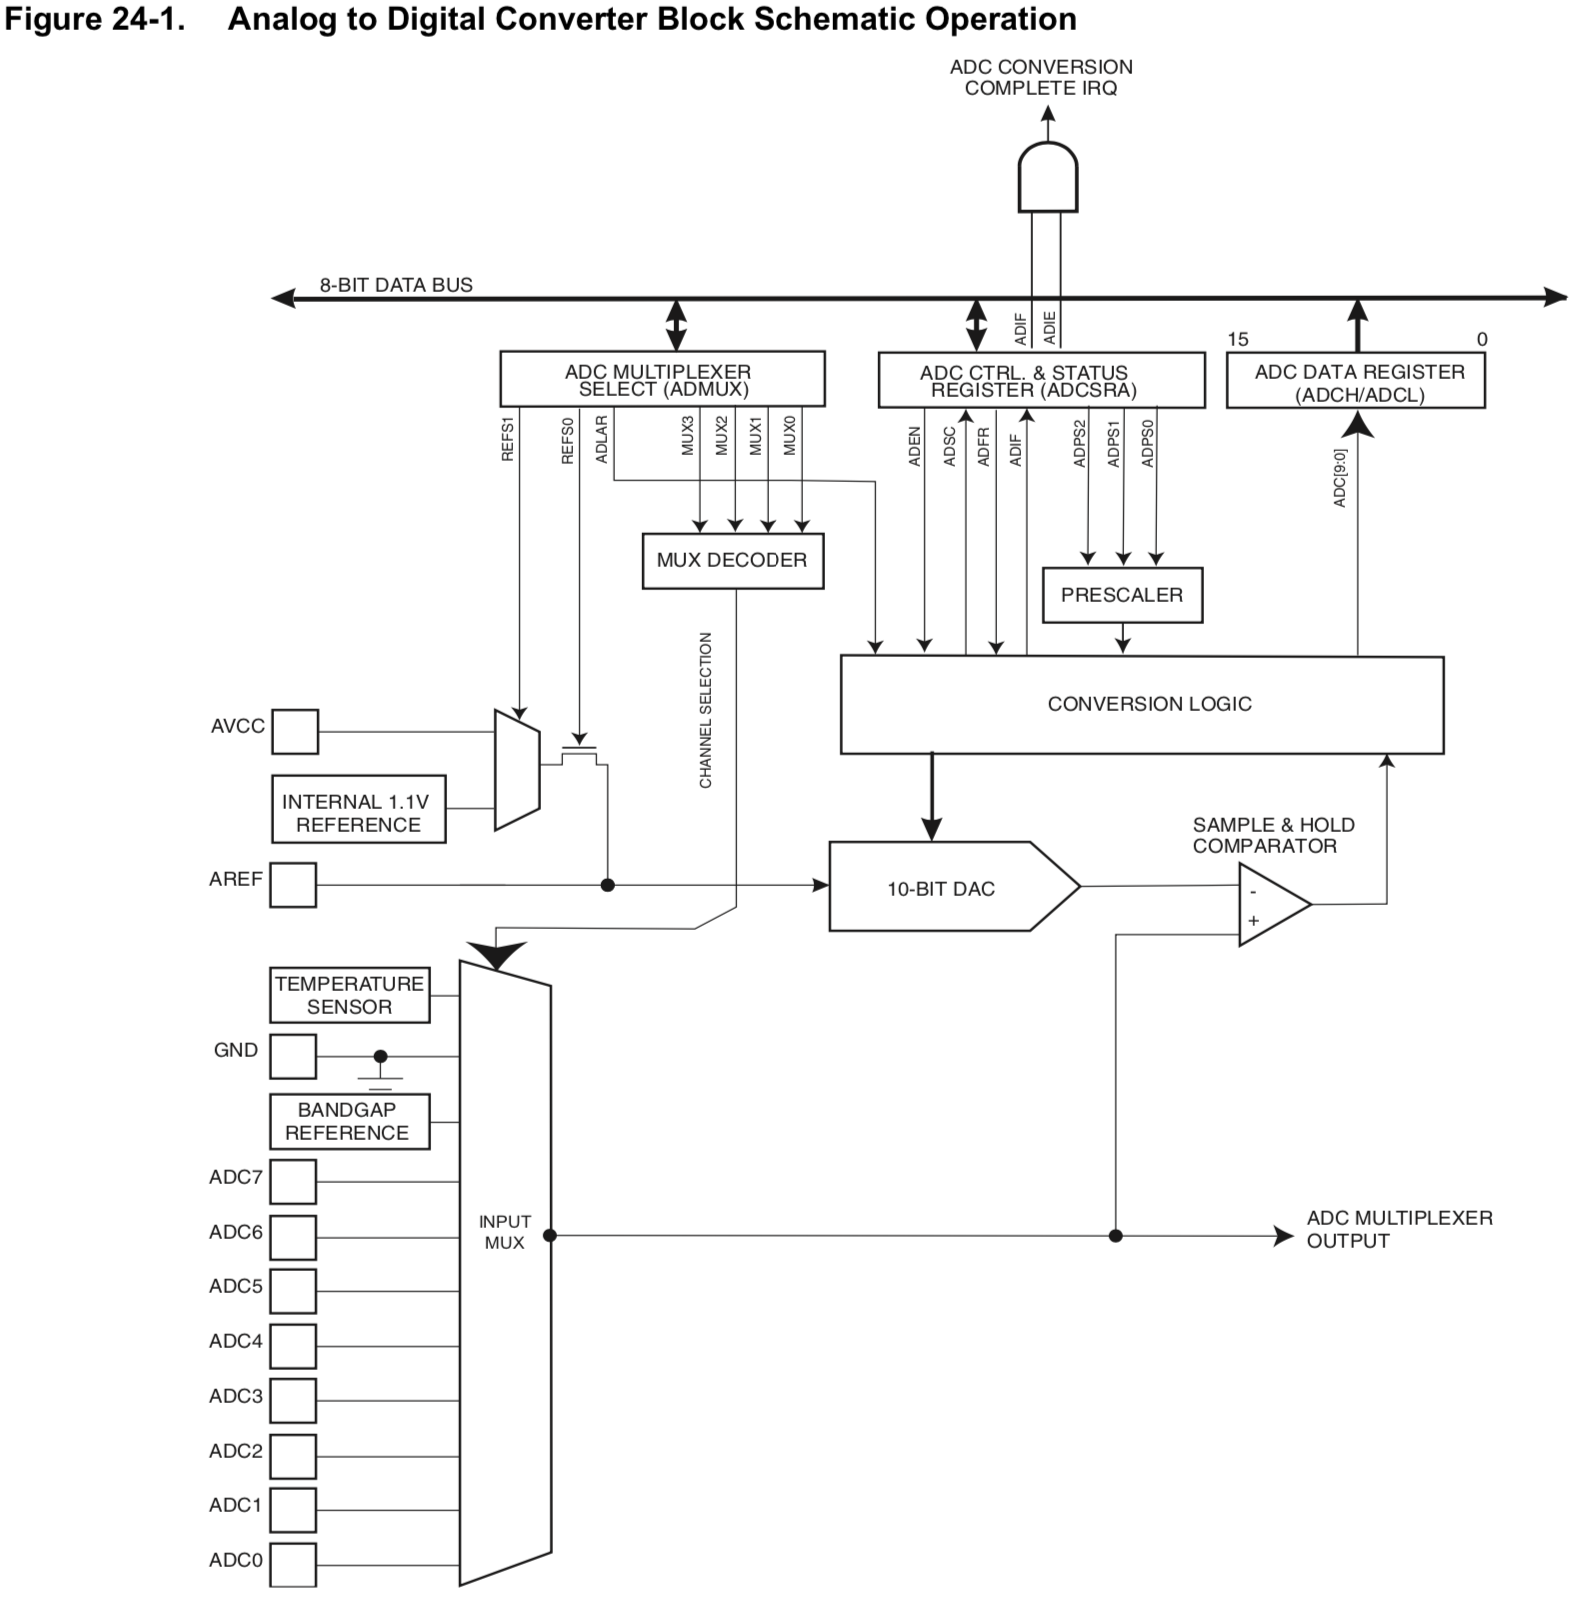 Figure 24-1. Analog to Digital Converter Block Schematic Operation
ADC CONVERSION
COMPLETE IRQ
8-BIT DATA BUS
ADIF
ADIE
15
0
ADC MULTIPLEXER
SELECT (ADMUX)
ADC CTRL. & STATUS
REGISTER (ADCSRA)
ADC DATA REGISTER
(ADCH/ADCL)
REFS1
REFS0
ADLAR
MUX3
MUX2
MUX1
MUX0
ADEN
ADSC
ADFR
ADIF
ADPS2
ADPS1
ADPS0
ADC[9:0]
MUX DECODER
PRESCALER
CHANNEL SELECTION
CONVERSION LOGIC
AVCC
INTERNAL 1.1V
REFERENCE
SAMPLE & HOLD
COMPARATOR
AREF
10-BIT DAC
-
+
TEMPERATURE
SENSOR
GND
BANDGAP
REFERENCE
ADC7
ADC6
INPUT
MUX
ADC MULTIPLEXER
OUTPUT
ADC5
ADC4
ADC3
ADC2
ADC1
ADC0